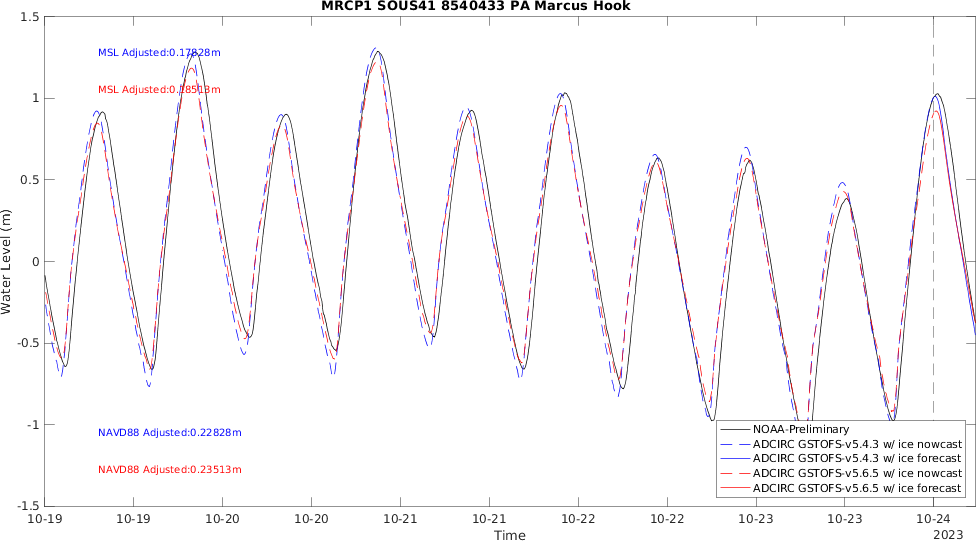 MRCP1 SOUS41 8540433 PA Marcus Hook
1.5
MSL Adjusted:0.17828m
1
MSL Adjusted:0.18513m
0.5
0
-0.5
-1
-1.5
Water Level (m)
NAVD88 Adjusted:0.22828m
NAVD88 Adjusted:0.23513m
NOAA-Preliminary
ADCIRC GSTOFS-v5.4.3 w/ ice nowcast
ADCIRC GSTOFS-v5.4.3 w/ ice forecast
ADCIRC GSTOFS-v5.6.5 w/ ice nowcast
ADCIRC GSTOFS-v5.6.5 w/ ice forecast
10-19 10-19 10-20 10-20 10-21 10-21 10-22 10-22 10-23 10-23 10-24
Time
2023